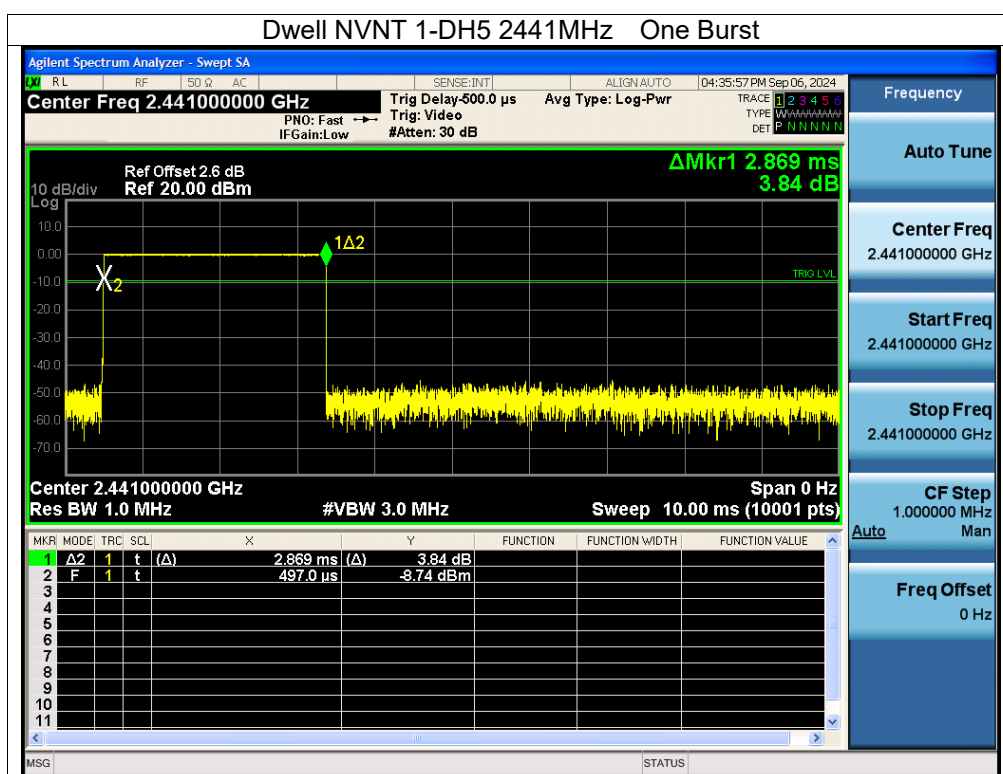 Dwell NVNT 1-DH5 2441MHz One Burst
Agilent Spectrum Analyzer - Swept SA
LXI RL RF 50 Ω AC SENSE:INT ALIGN AUTO 04:35:57 PM Sep 06, 2024
Center Freq 2.441000000 GHz
PNO: Fast
IFGain:Low
Trig Delay-500.0 µs
Trig: Video
#Atten: 30 dB
Avg Type: Log-Pwr
TRACE 1 2 3 4 5 6
TYPE WWWWWW
DET P N N N N N
ΔMkr1 2.869 ms
3.84 dB
Ref Offset 2.6 dB
10 dB/div Ref 20.00 dBm
Log
10.0
0.00
-10.0
-20.0
-30.0
-40.0
-50.0
-60.0
-70.0
1Δ2
X2
TRIG LVL
Center 2.441000000 GHz Span 0 Hz
Res BW 1.0 MHz #VBW 3.0 MHz Sweep 10.00 ms (10001 pts)
MKR MODE TRC SCL X Y FUNCTION FUNCTION WIDTH FUNCTION VALUE
1 Δ2 1 t (Δ) 2.869 ms (Δ) 3.84 dB
2 F 1 t 497.0 µs -8.74 dBm
3
4
5
6
7
8
9
10
11
MSG STATUS
Frequency
Auto Tune
Center Freq
2.441000000 GHz
Start Freq
2.441000000 GHz
Stop Freq
2.441000000 GHz
CF Step
1.000000 MHz
Auto Man
Freq Offset
0 Hz